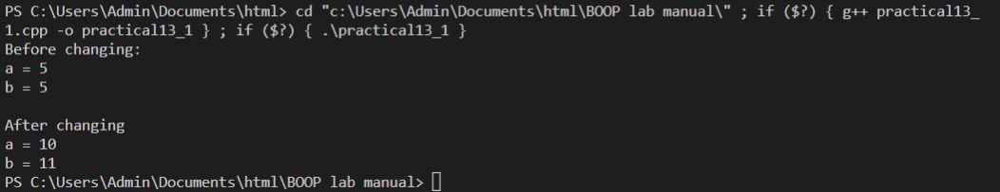 PS C:\Users\Admin\Documents\html> cd "c:\Users\Admin\Documents\html\BOOP lab manual\" ; if ($?) { g++ practical13_
1.cpp -o practical13_1 } ; if ($?) { .\practical13_1 }
Before changing:
a = 5
b = 5

After changing
a = 10
b = 11
PS C:\Users\Admin\Documents\html\BOOP lab manual>